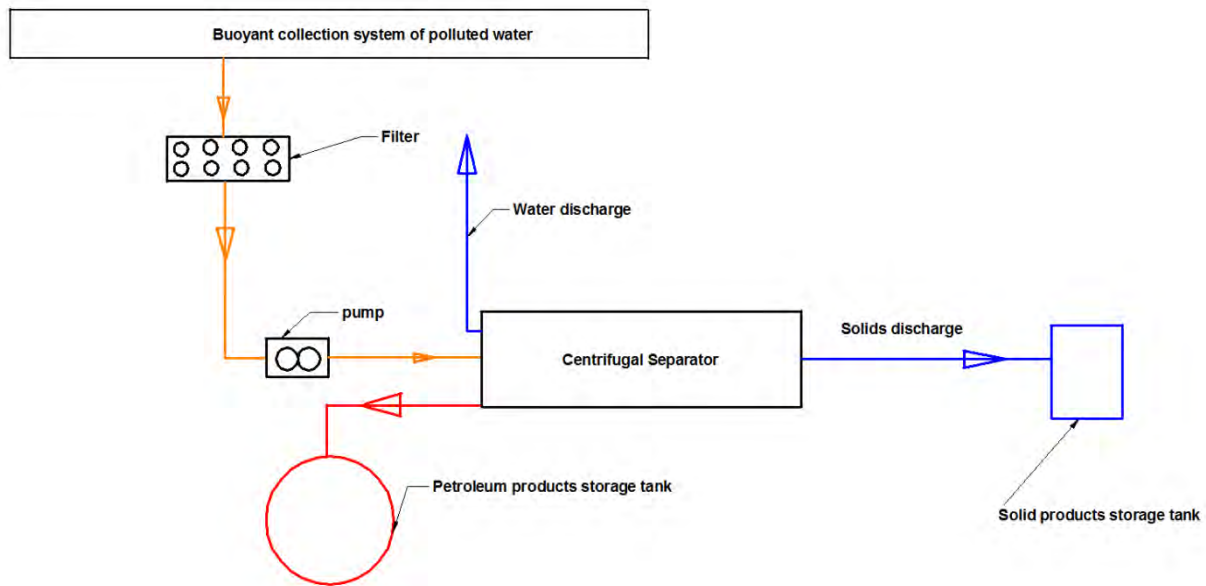 Buoyant collection system of polluted water
Filter
Water discharge
pump
Solids discharge
Centrifugal Separator
Petroleum products storage tank
Solid products storage tank